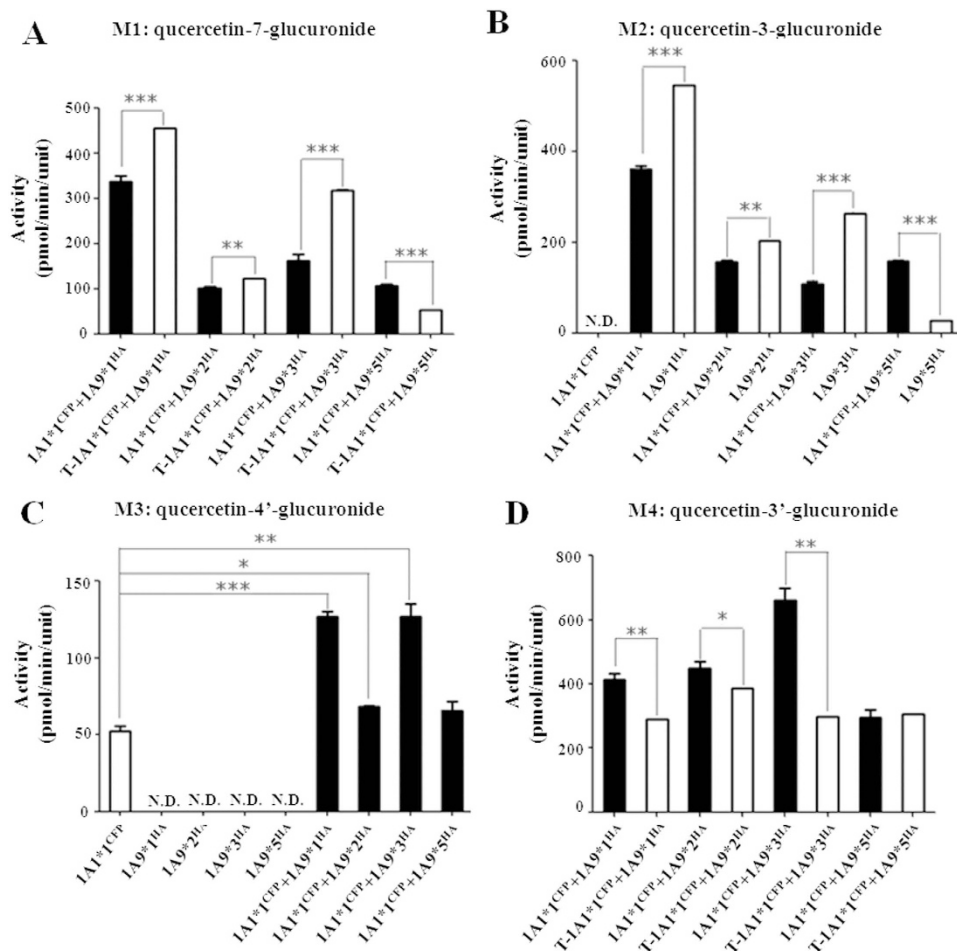 A
M1: qucercetin-7-glucuronide
Activity
(pmol/min/unit)
500
400
300
200
100
0
***
**
***
***
1A1*1CFP+1A9*1HA
T-1A1*1CFP+1A9*1HA
1A1*1CFP+1A9*2HA
T-1A1*1CFP+1A9*2HA
1A1*1CFP+1A9*3HA
T-1A1*1CFP+1A9*3HA
1A1*1CFP+1A9*5HA
T-1A1*1CFP+1A9*5HA
B
M2: qucercetin-3-glucuronide
Activity
(pmol/min/unit)
600
400
200
0
***
**
***
***
N.D.
1A1*1CFP
1A1*1CFP+1A9*1HA
1A9*1HA
1A1*1CFP+1A9*2HA
1A9*2HA
1A1*1CFP+1A9*3HA
1A9*3HA
1A1*1CFP+1A9*5HA
1A9*5HA
C
M3: qucercetin-4'-glucuronide
Activity
(pmol/min/unit)
150
100
50
0
**
*
***
N.D. N.D. N.D. N.D.
1A1*1CFP
1A9*1HA
1A9*2HA
1A9*3HA
1A9*5HA
1A1*1CFP+1A9*1HA
1A1*1CFP+1A9*2HA
1A1*1CFP+1A9*3HA
1A1*1CFP+1A9*5HA
D
M4: qucercetin-3'-glucuronide
Activity
(pmol/min/unit)
800
600
400
200
0
**
*
**
1A1*1CFP+1A9*1HA
T-1A1*1CFP+1A9*1HA
1A1*1CFP+1A9*2HA
T-1A1*1CFP+1A9*2HA
1A1*1CFP+1A9*3HA
T-1A1*1CFP+1A9*3HA
1A1*1CFP+1A9*5HA
T-1A1*1CFP+1A9*5HA